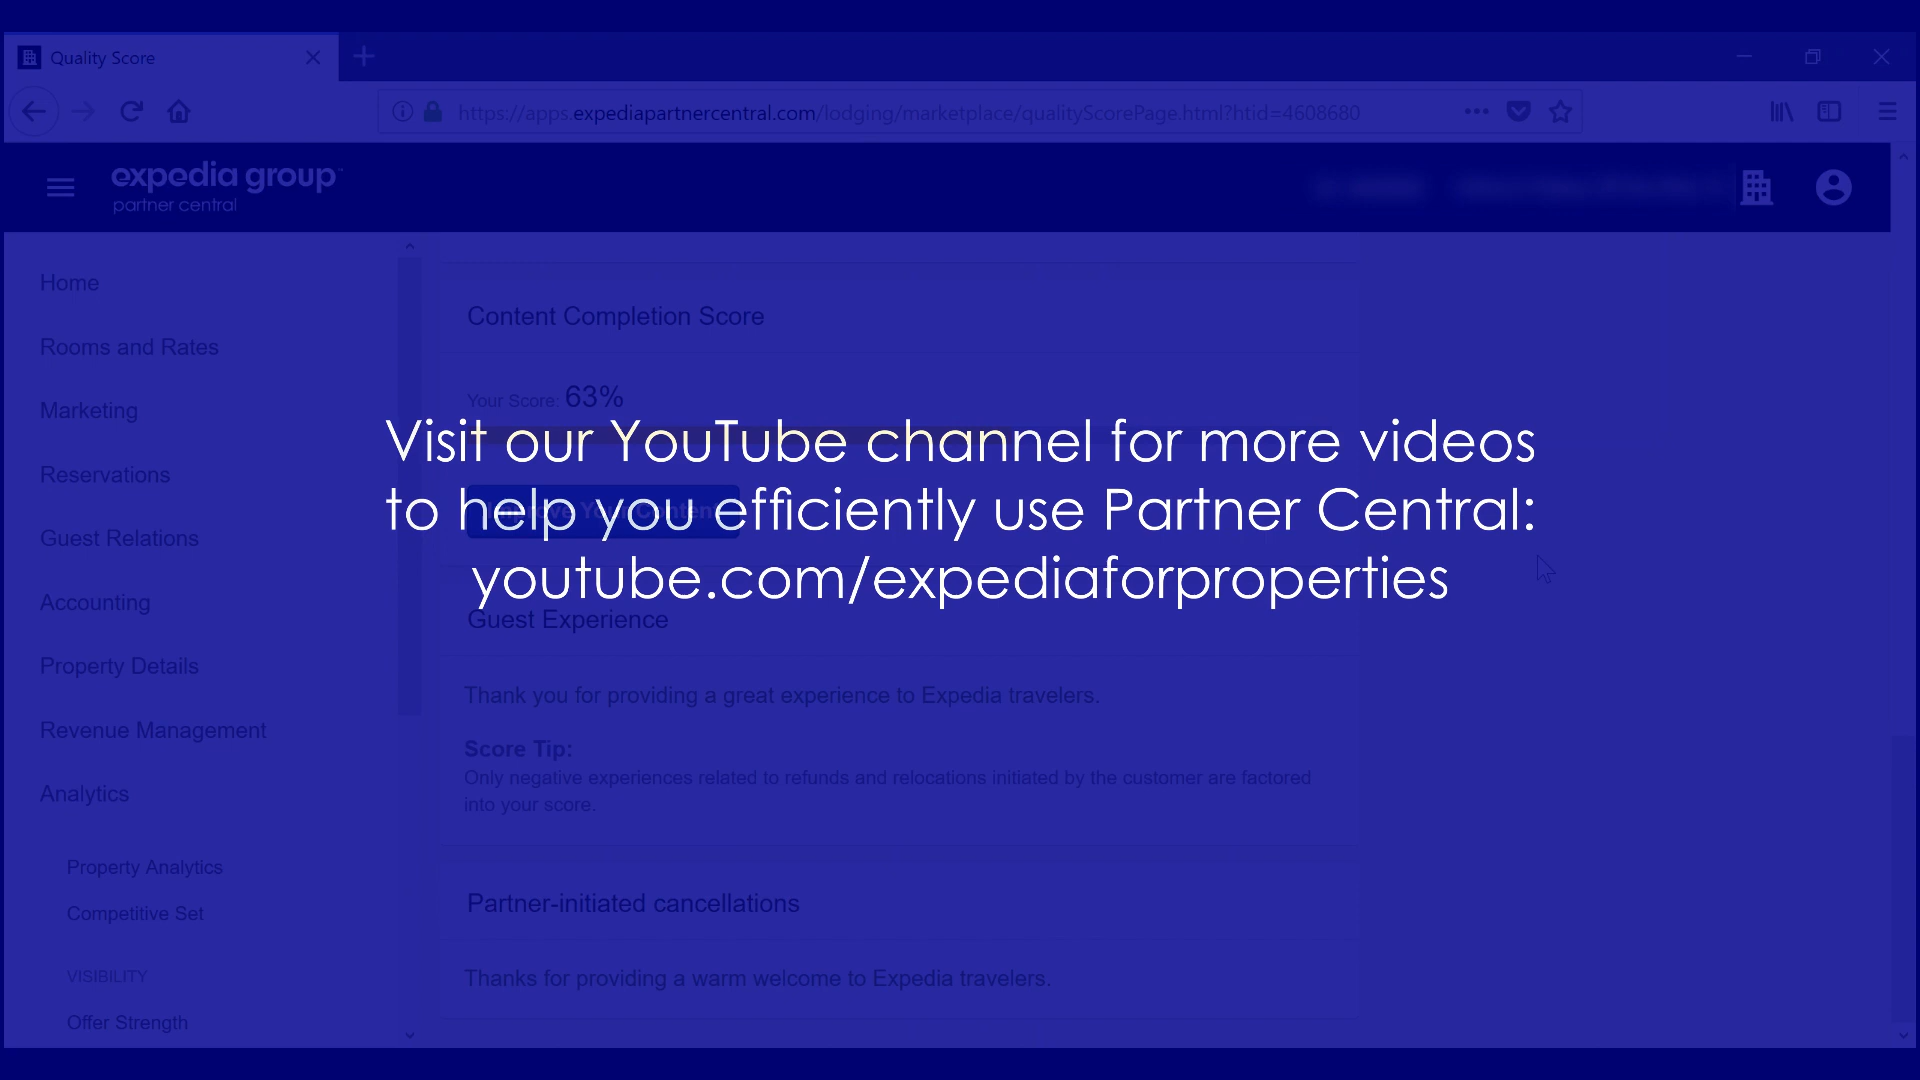 Quality Score
https://apps.expediapartnercentral.com/lodging/marketplace/qualityScorePage.html?htid=4608680
expedia group™
partner central
Home
Rooms and Rates
Marketing
Reservations
Guest Relations
Accounting
Property Details
Revenue Management
Analytics
Property Analytics
Competitive Set
VISIBILITY
Offer Strength
Content Completion Score
Your Score: 63%
Visit our YouTube channel for more videos
to help you efficiently use Partner Central:
youtube.com/expediaforproperties
Improve Your Content
Guest Experience
Thank you for providing a great experience to Expedia travelers.
Score Tip:
Only negative experiences related to refunds and relocations initiated by the customer are factored
into your score.
Partner-initiated cancellations
Thanks for providing a warm welcome to Expedia travelers.